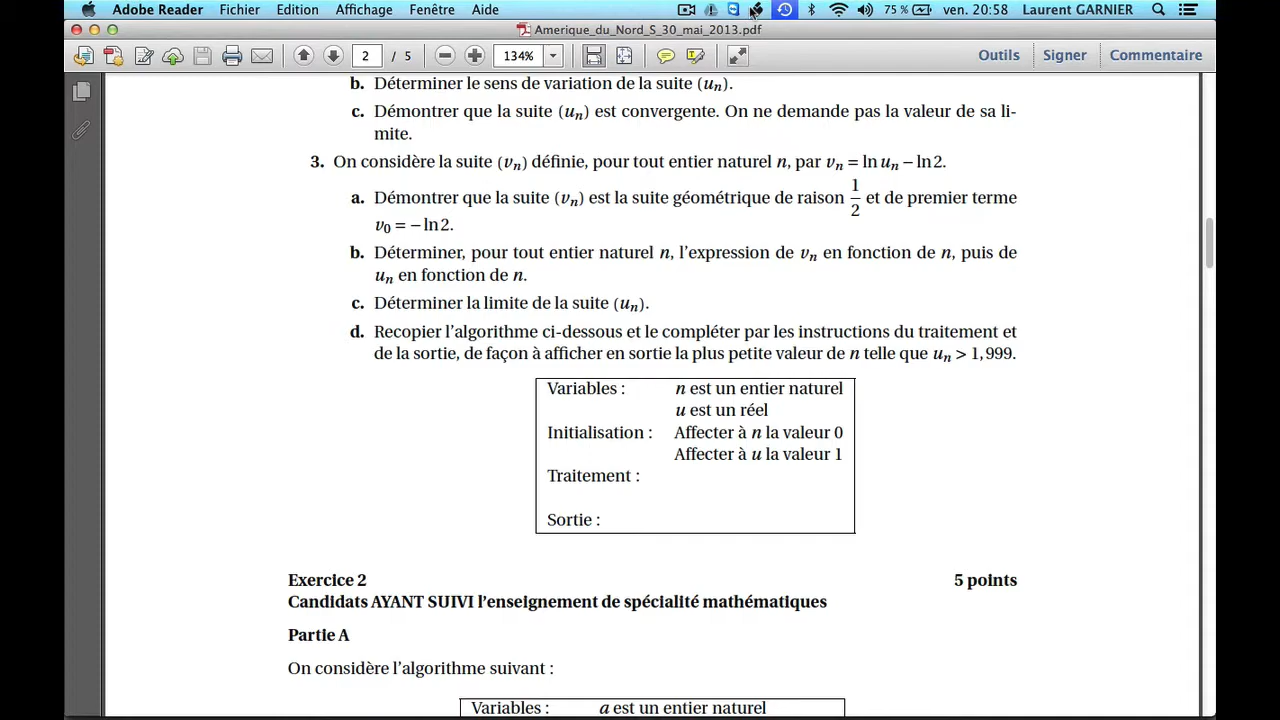 Adobe Reader Fichier Edition Affichage Fenêtre Aide 75 % ven. 20:58 Laurent GARNIER
Amerique_du_Nord_S_30_mai_2013.pdf
2 / 5 134% Outils Signer Commentaire
b. Déterminer le sens de variation de la suite (uₙ).
c. Démontrer que la suite (uₙ) est convergente. On ne demande pas la valeur de sa li-
mite.
3. On considère la suite (vₙ) définie, pour tout entier naturel n, par vₙ = ln uₙ − ln 2.
a. Démontrer que la suite (vₙ) est la suite géométrique de raison 1/2 et de premier terme
v₀ = − ln 2.
b. Déterminer, pour tout entier naturel n, l'expression de vₙ en fonction de n, puis de
uₙ en fonction de n.
c. Déterminer la limite de la suite (uₙ).
d. Recopier l'algorithme ci-dessous et le compléter par les instructions du traitement et
de la sortie, de façon à afficher en sortie la plus petite valeur de n telle que uₙ > 1,999.
Variables : n est un entier naturel
u est un réel
Initialisation : Affecter à n la valeur 0
Affecter à u la valeur 1
Traitement :
Sortie :
Exercice 2 5 points
Candidats AYANT SUIVI l'enseignement de spécialité mathématiques
Partie A
On considère l'algorithme suivant :
Variables : a est un entier naturel